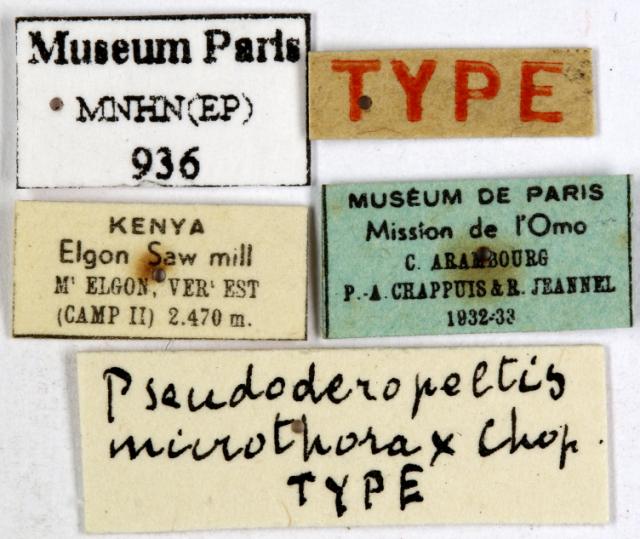 Museum Paris
MNHN(EP)
936
TYPE
KENYA
Elgon Saw mill
Mt ELGON, VERt EST
(CAMP II) 2.470 m.
MUSÉUM DE PARIS
Mission de l'Omo
C. ARAMBOURG
P.-A. CHAPPUIS & R. JEANNEL
1932-33
Pseudoderopeltis
microthorax Chop.
TYPE